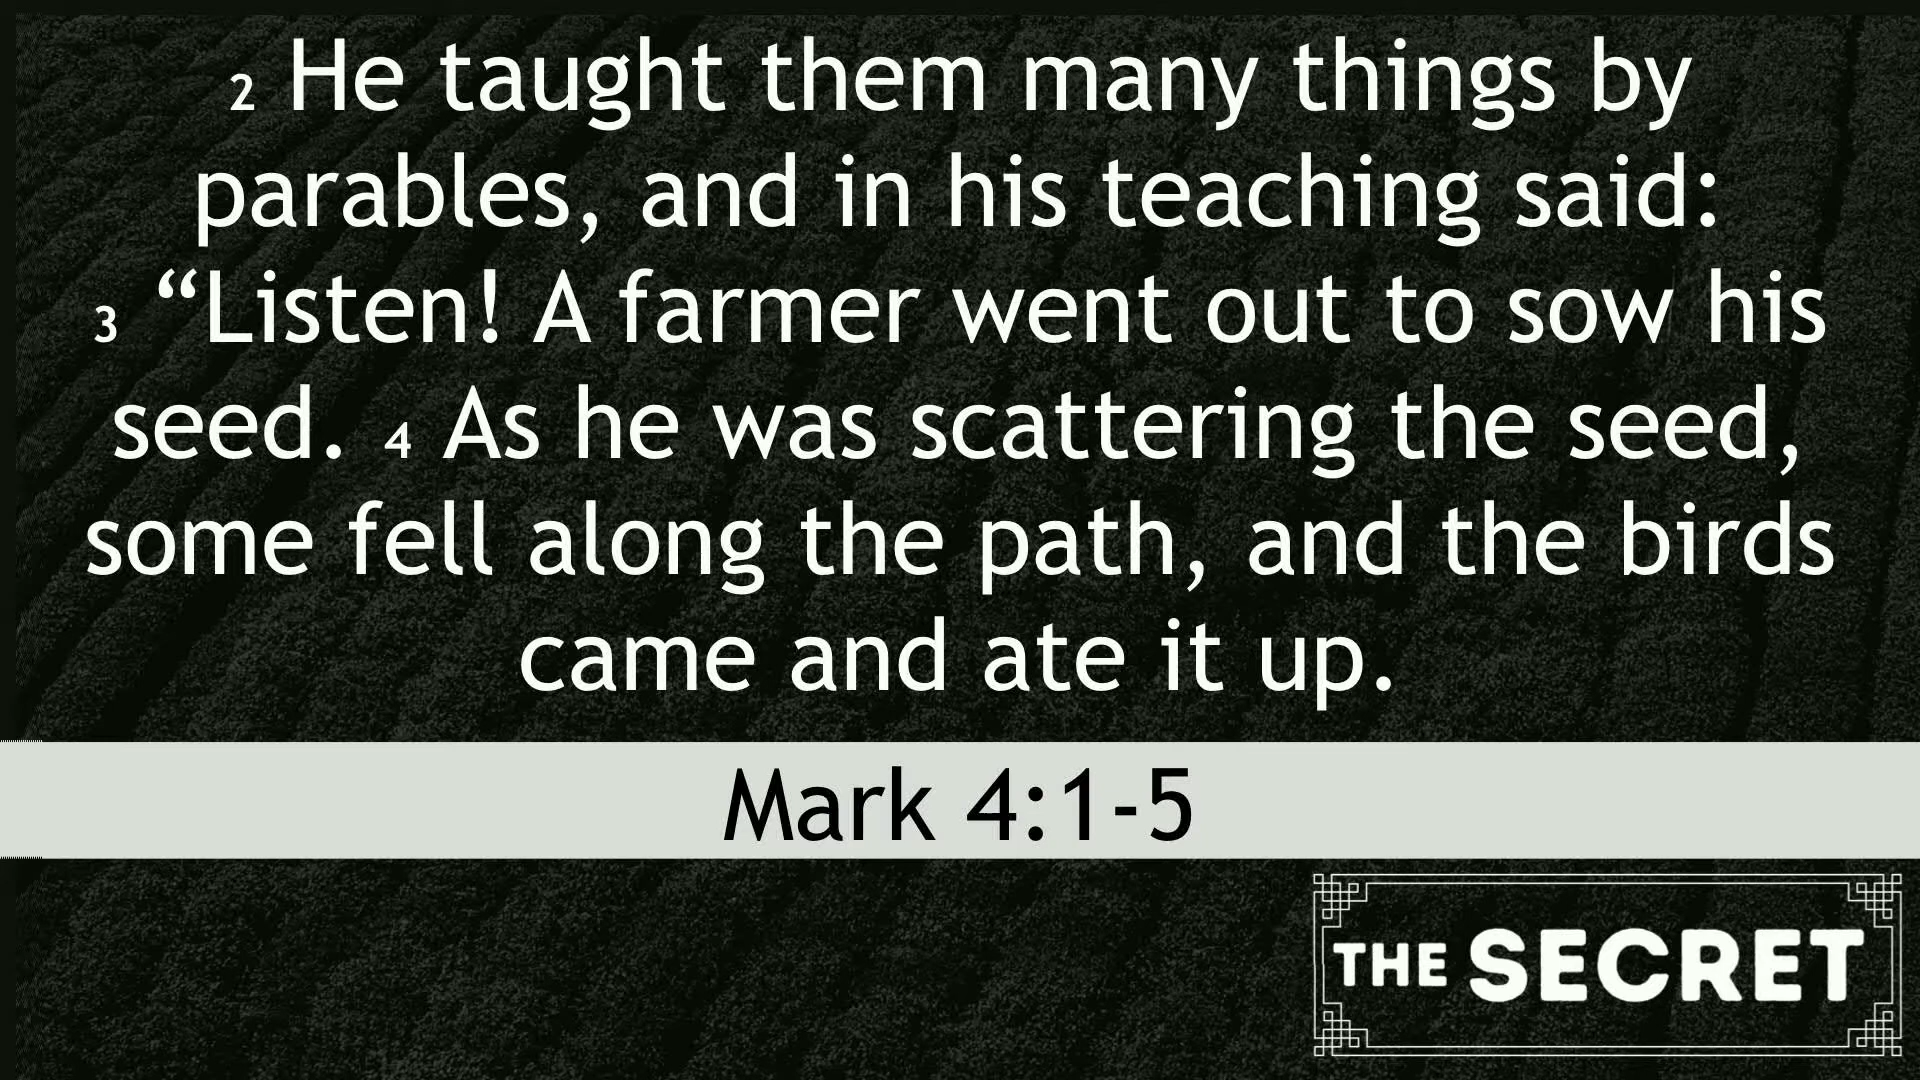 2 He taught them many things by
parables, and in his teaching said:
3 “Listen! A farmer went out to sow his
seed. 4 As he was scattering the seed,
some fell along the path, and the birds
came and ate it up.
Mark 4:1-5
THE SECRET